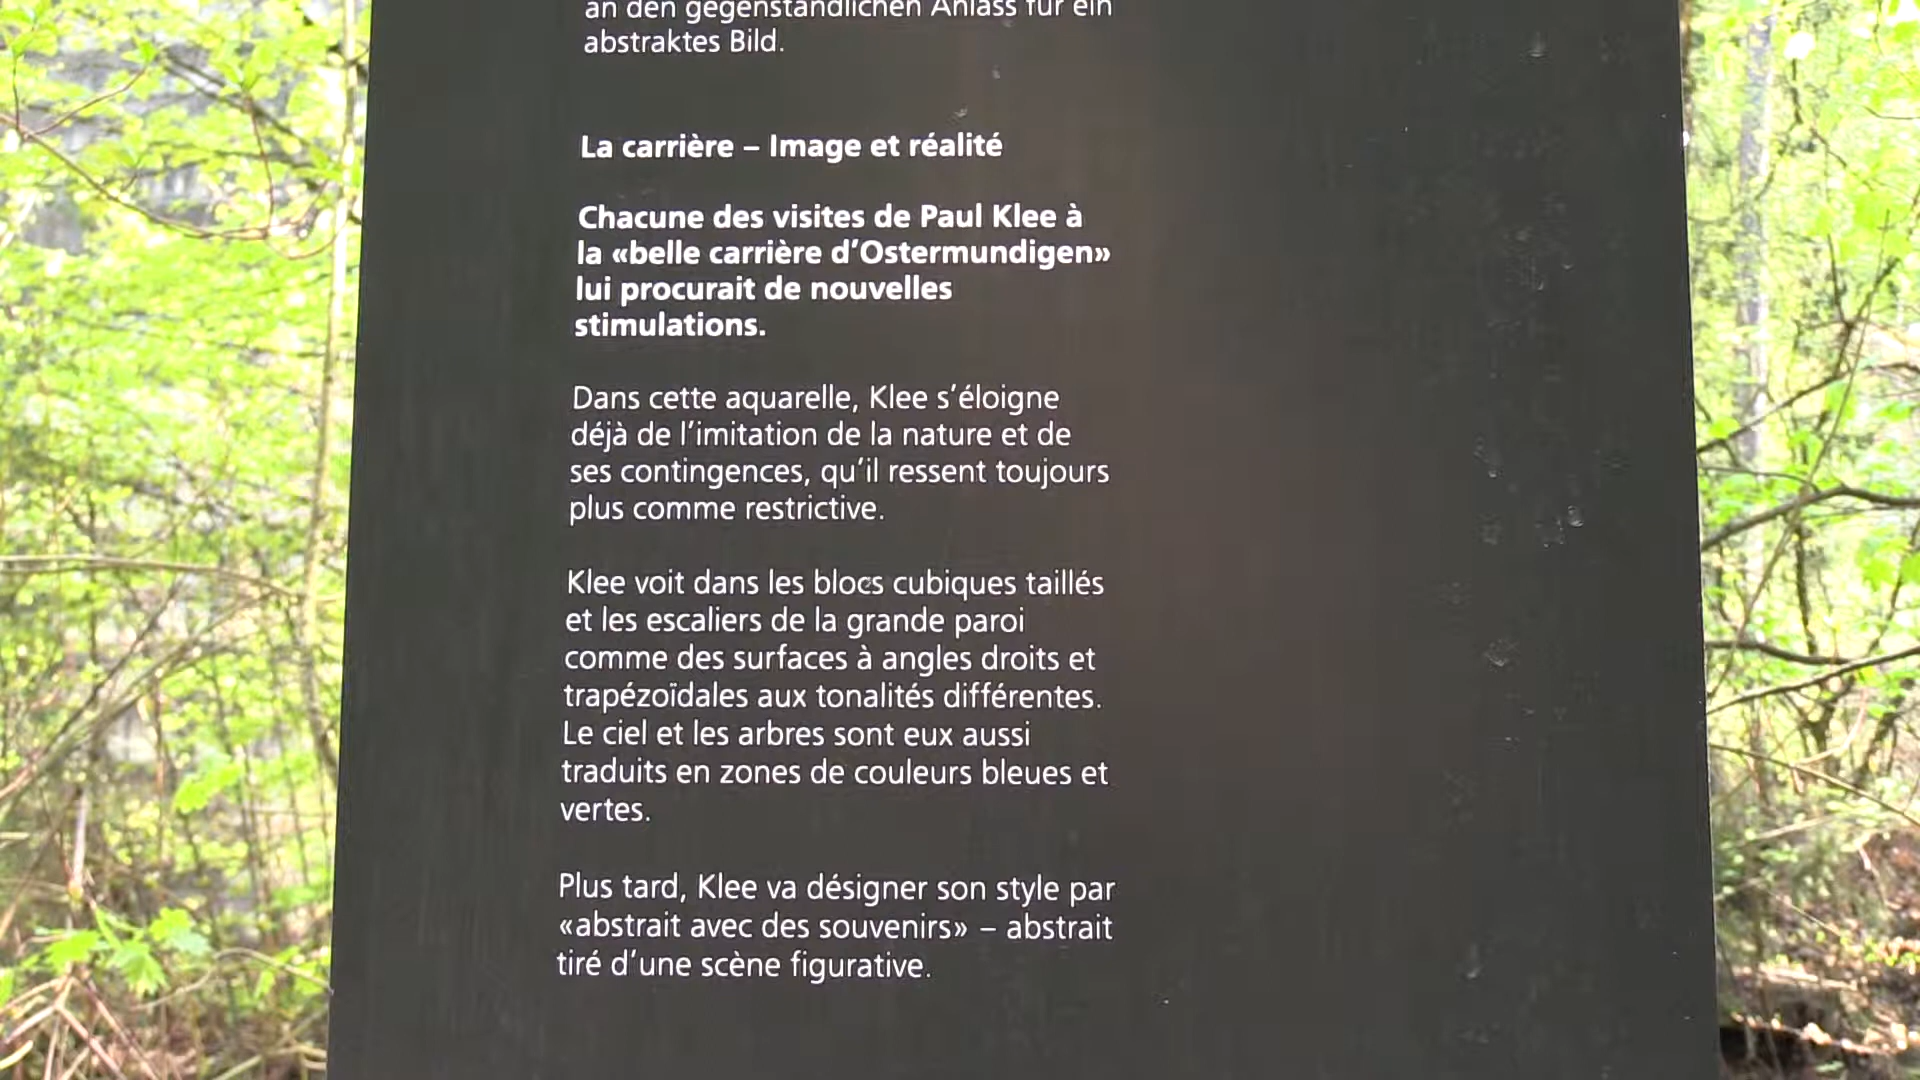 an den gegenständlichen Anlass für ein
abstraktes Bild.
La carrière – Image et réalité
Chacune des visites de Paul Klee à
la «belle carrière d’Ostermundigen»
lui procurait de nouvelles
stimulations.
Dans cette aquarelle, Klee s’éloigne
déjà de l’imitation de la nature et de
ses contingences, qu’il ressent toujours
plus comme restrictive.
Klee voit dans les blocs cubiques taillés
et les escaliers de la grande paroi
comme des surfaces à angles droits et
trapézoïdales aux tonalités différentes.
Le ciel et les arbres sont eux aussi
traduits en zones de couleurs bleues et
vertes.
Plus tard, Klee va désigner son style par
«abstrait avec des souvenirs» – abstrait
tiré d’une scène figurative.